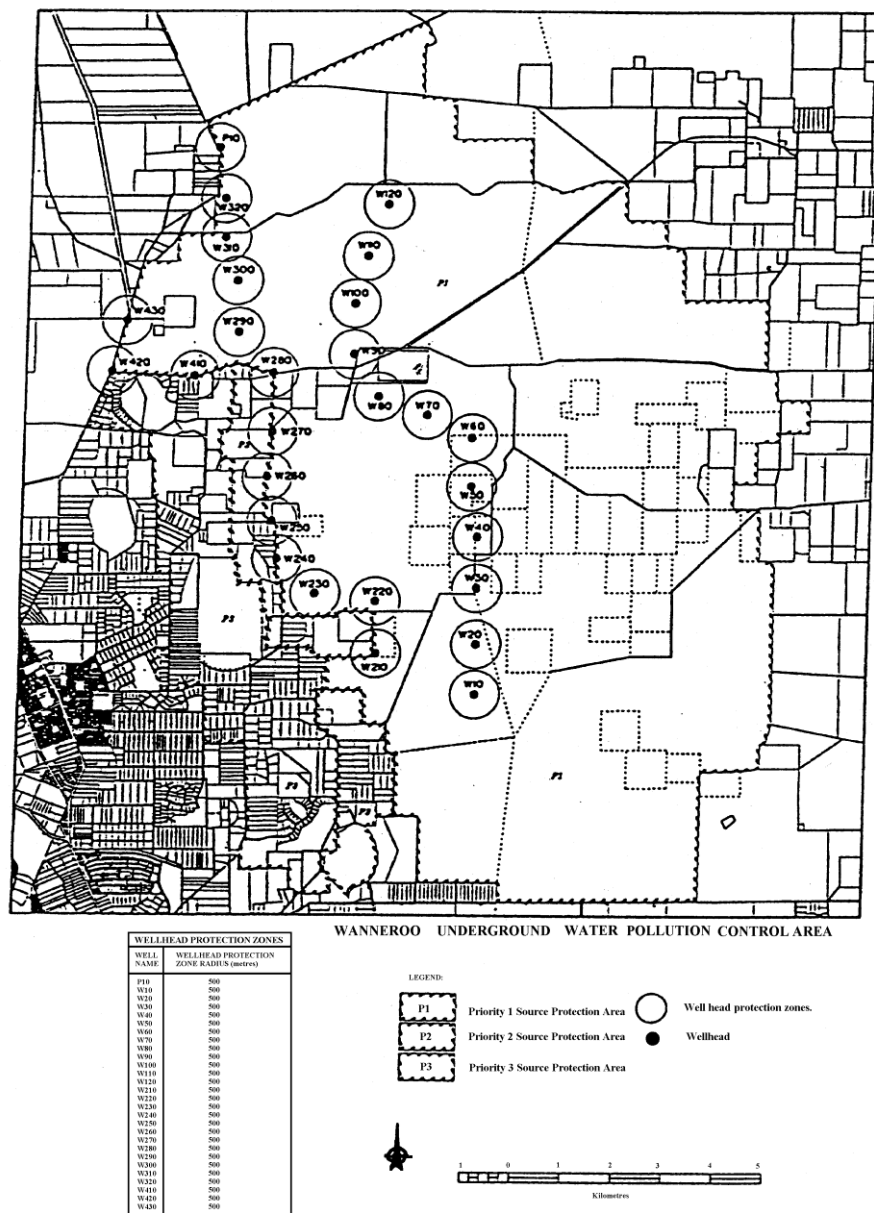 P10
W320
W120
W310
W110
W300
P1
W100
W430
W290
W90
W420
W410
W280
W80
W70
W270
W60
P2
W260
W50
W250
W40
W240
W230
W220
W30
P3
W20
W210
W10
P1
P3
P3
WANNEROO UNDERGROUND WATER POLLUTION CONTROL AREA
WELLHEAD PROTECTION ZONES
WELL NAME
WELLHEAD PROTECTION ZONE RADIUS (metres)
P10 500
W10 500
W20 500
W30 500
W40 500
W50 500
W60 500
W70 500
W80 500
W90 500
W100 500
W110 500
W120 500
W210 500
W220 500
W230 500
W240 500
W250 500
W260 500
W270 500
W280 500
W290 500
W300 500
W310 500
W320 500
W410 500
W420 500
W430 500
LEGEND:
P1 Priority 1 Source Protection Area
Well head protection zones.
P2 Priority 2 Source Protection Area
Wellhead
P3 Priority 3 Source Protection Area
1 0 1 2 3 4 5
Kilometres